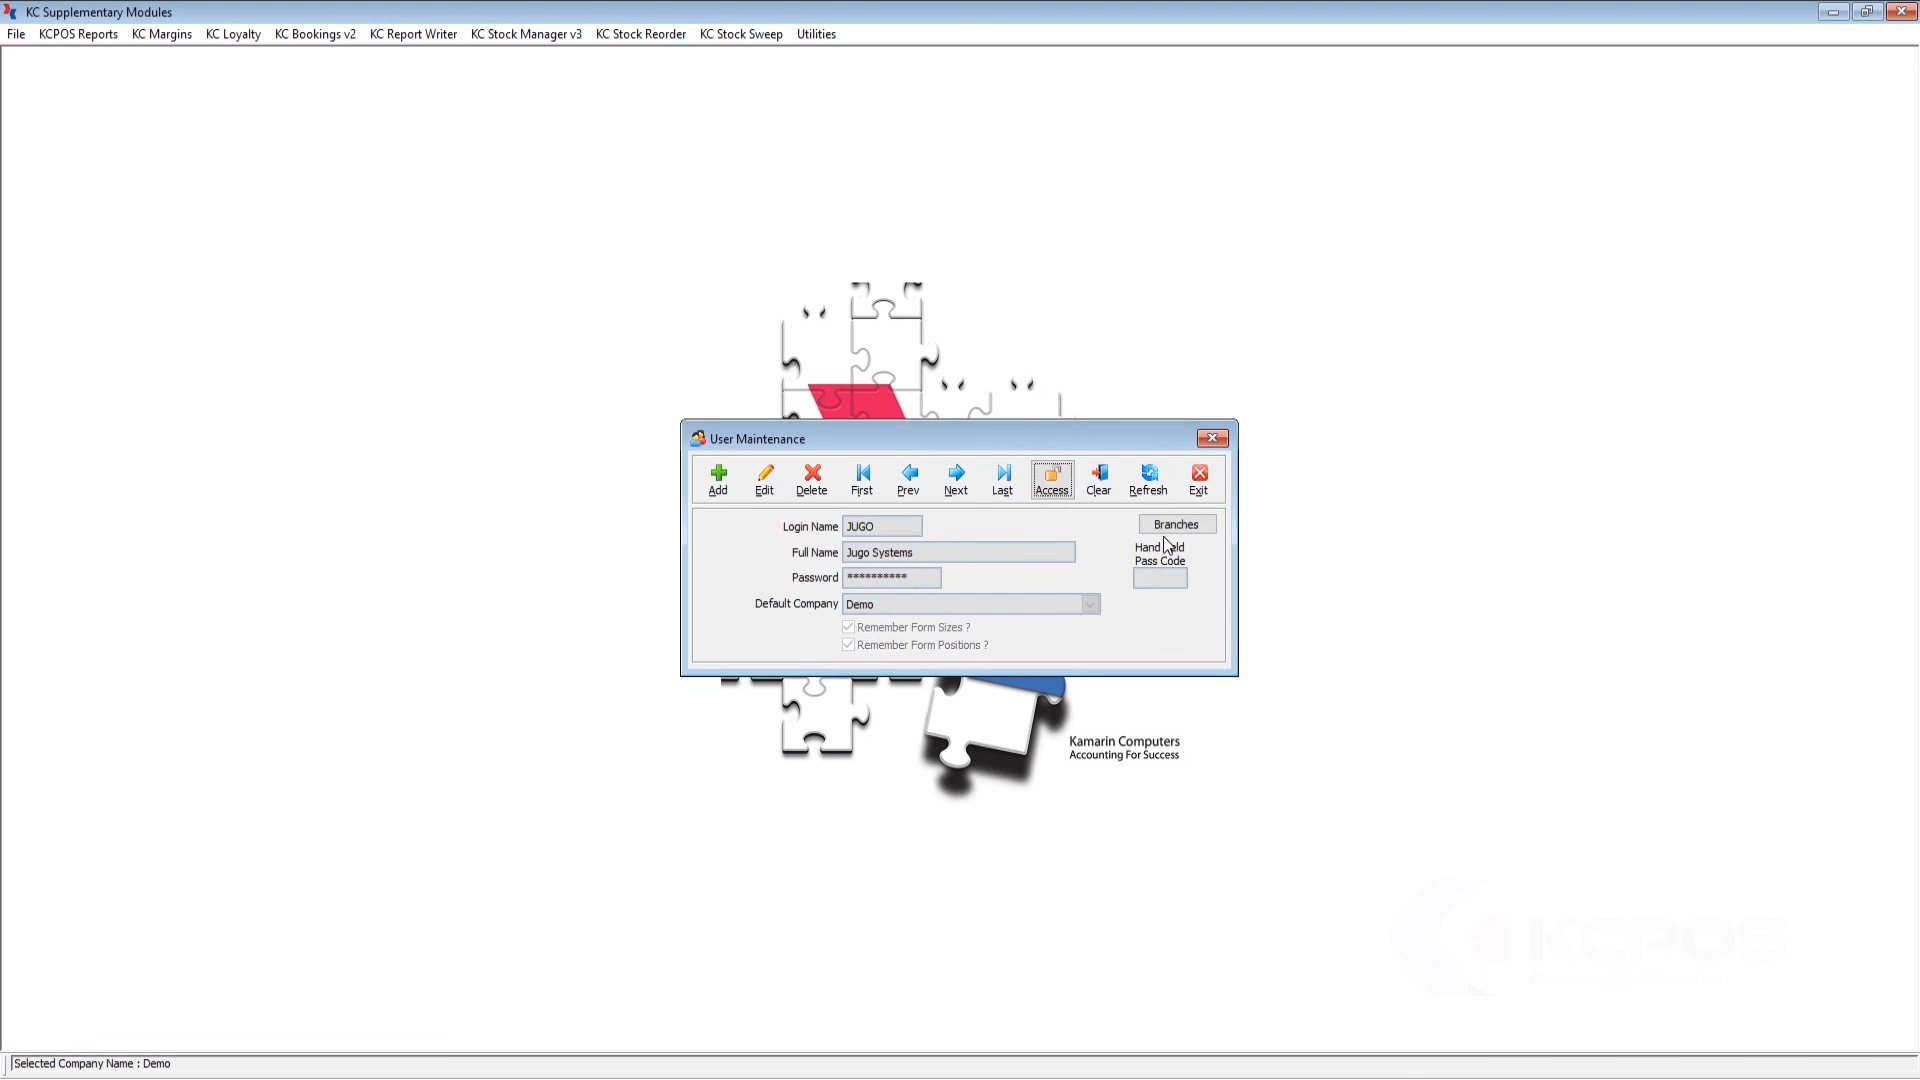 KC Supplementary Modules
File KCPOS Reports KC Margins KC Loyalty KC Bookings v2 KC Report Writer KC Stock Manager v3 KC Stock Reorder KC Stock Sweep Utilities
User Maintenance
Add Edit Delete First Prev Next Last Access Clear Refresh Exit
Login Name JUGO Branches
Full Name Jugo Systems
Password **********
Default Company Demo
Remember Form Sizes ?
Remember Form Positions ?
Pass Code
Kamarin Computers
Accounting For Success
KCPOS
Selected Company Name : Demo